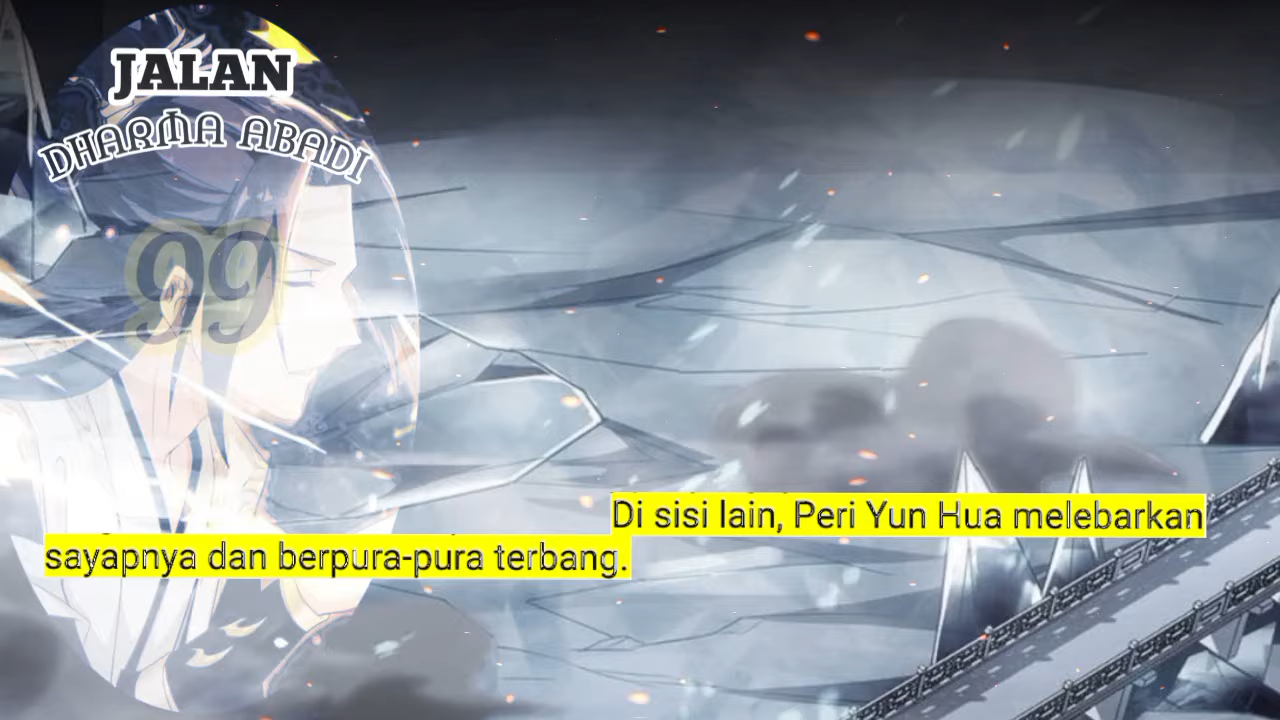 JALAN
DHARMA ABADI
99
Di sisi lain, Peri Yun Hua melebarkan
sayapnya dan berpura-pura terbang.